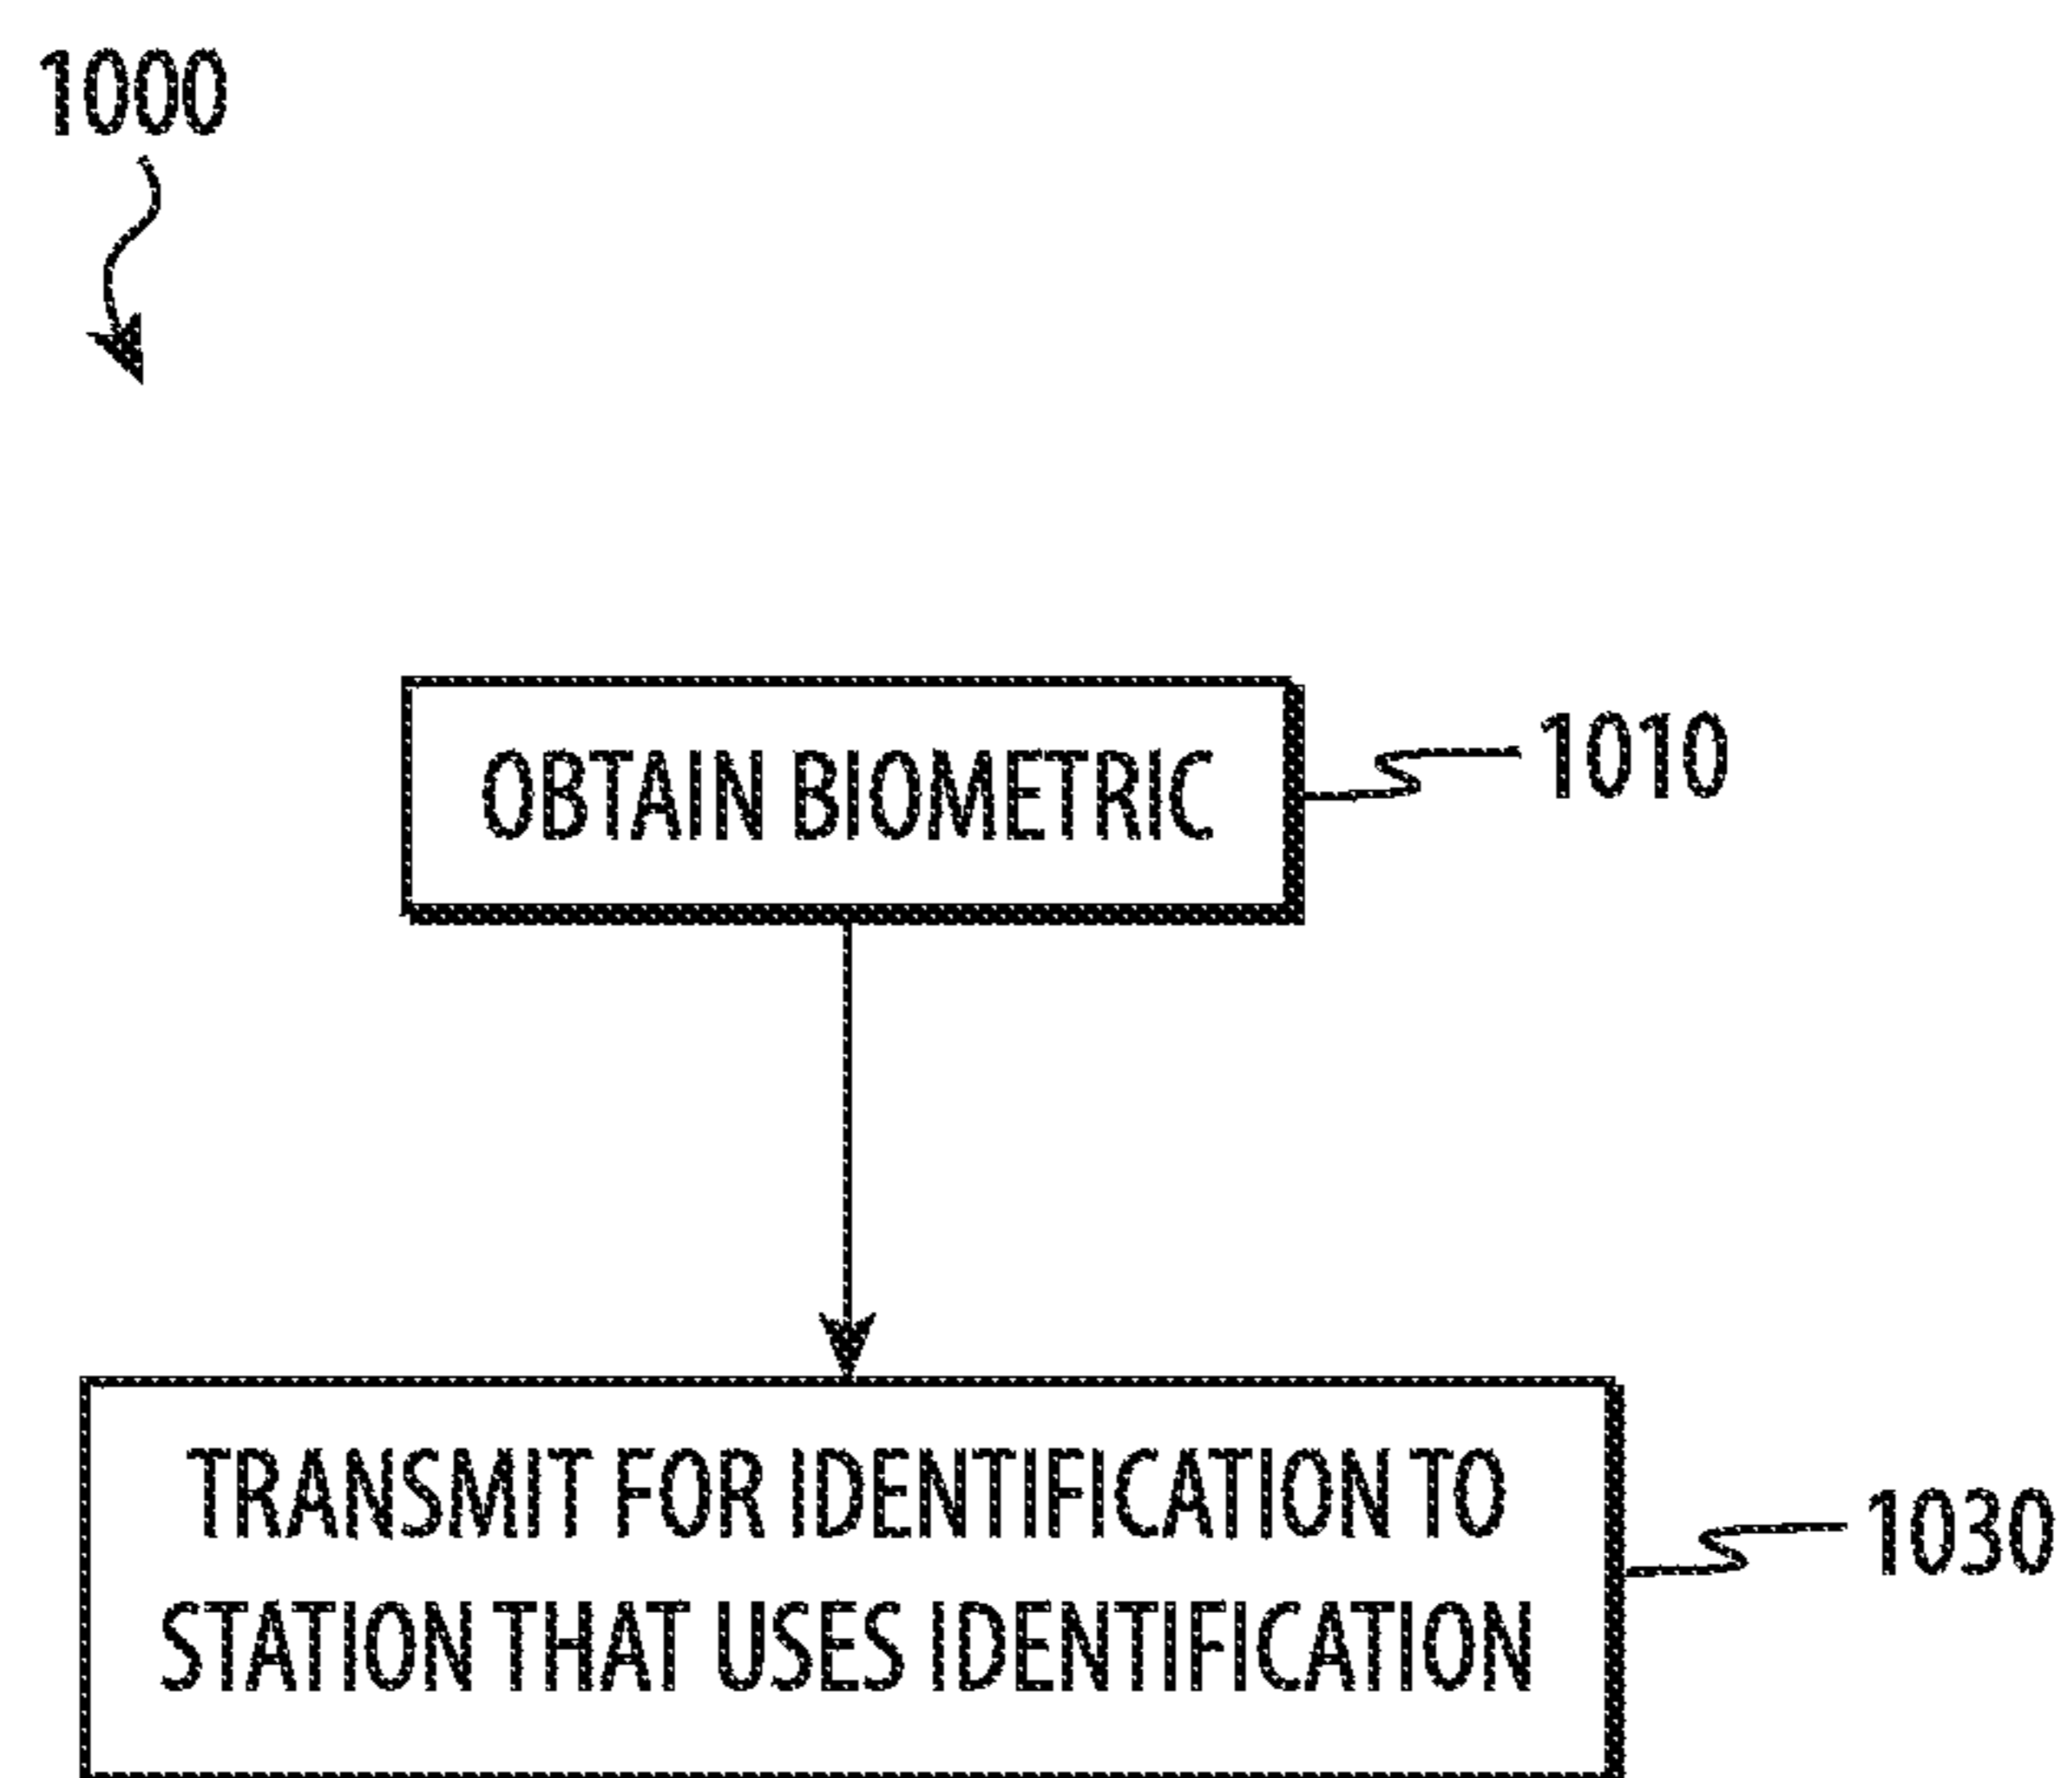 1000
OBTAIN BIOMETRIC
1010
TRANSMIT FOR IDENTIFICATION TO
STATION THAT USES IDENTIFICATION
1030